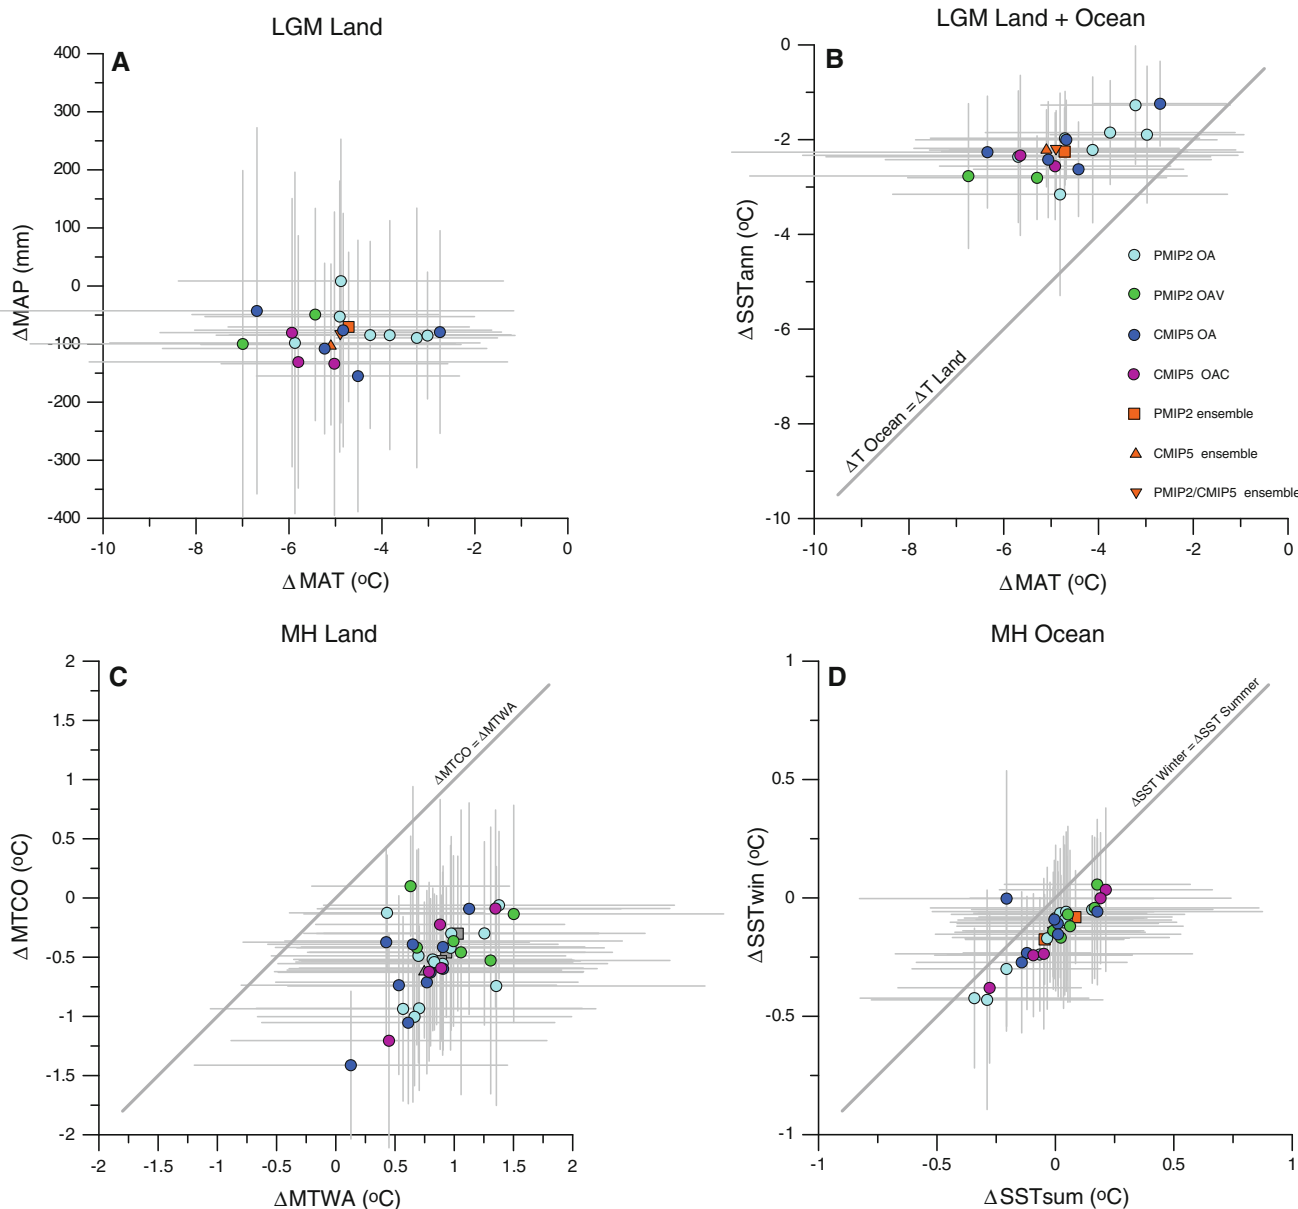 LGM Land
A
400
300
200
100
0
-100
-200
-300
-400
ΔMAP (mm)
-10
-8
-6
-4
-2
0
ΔMAT (ºC)
LGM Land + Ocean
B
0
-2
-4
-6
-8
-10
ΔSSTann (ºC)
ΔT Ocean = ΔT Land
PMIP2 OA
PMIP2 OAV
CMIP5 OA
CMIP5 OAC
PMIP2 ensemble
CMIP5 ensemble
PMIP2/CMIP5 ensemble
-10
-8
-6
-4
-2
0
ΔMAT (ºC)
MH Land
C
2
1.5
1
0.5
0
-0.5
-1
-1.5
-2
ΔMTCO (ºC)
ΔMTCO = ΔMTWA
-2
-1.5
-1
-0.5
0
0.5
1
1.5
2
ΔMTWA (ºC)
MH Ocean
D
1
0.5
0
-0.5
-1
ΔSSTwin (ºC)
ΔSST Winter = ΔSST Summer
-1
-0.5
0
0.5
1
ΔSSTsum (ºC)